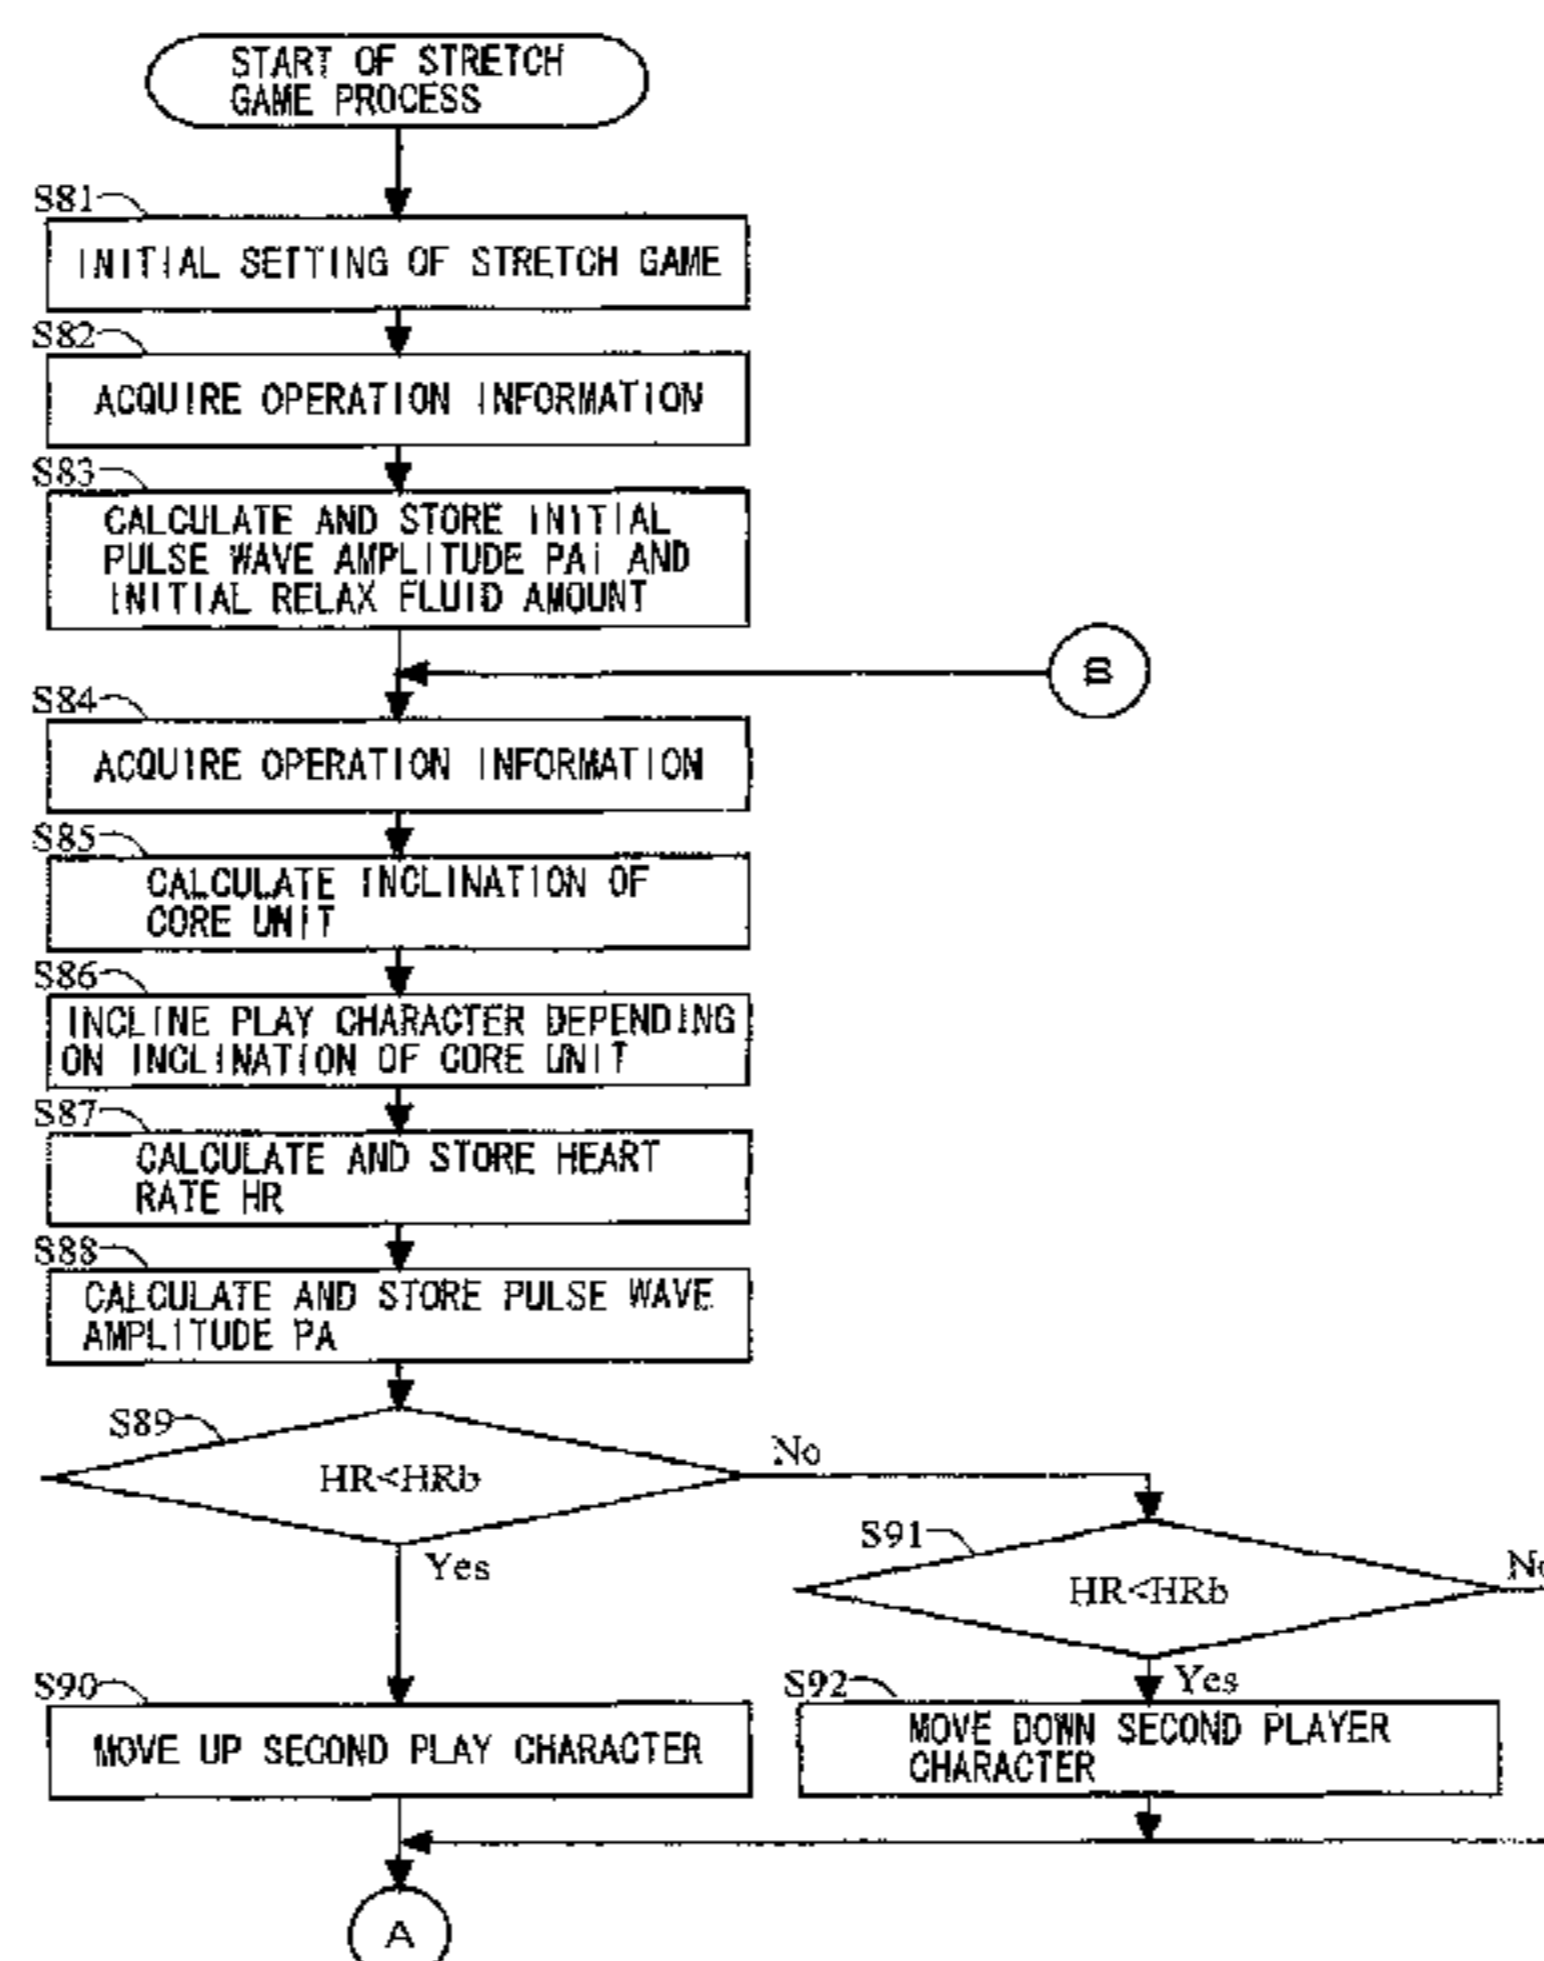 START OF STRETCH
GAME PROCESS
S81
INITIAL SETTING OF STRETCH GAME
S82
ACQUIRE OPERATION INFORMATION
S83
CALCULATE AND STORE INITIAL
PULSE WAVE AMPLITUDE PAi AND
INITIAL RELAX FLUID AMOUNT
B
S84
ACQUIRE OPERATION INFORMATION
S85
CALCULATE INCLINATION OF
CORE UNIT
S86
INCLINE PLAY CHARACTER DEPENDING
ON INCLINATION OF CORE UNIT
S87
CALCULATE AND STORE HEART
RATE HR
S88
CALCULATE AND STORE PULSE WAVE
AMPLITUDE PA
S89
HR<HRb
No
Yes
S91
HR<HRb
No
Yes
S90
MOVE UP SECOND PLAY CHARACTER
S92
MOVE DOWN SECOND PLAYER
CHARACTER
A